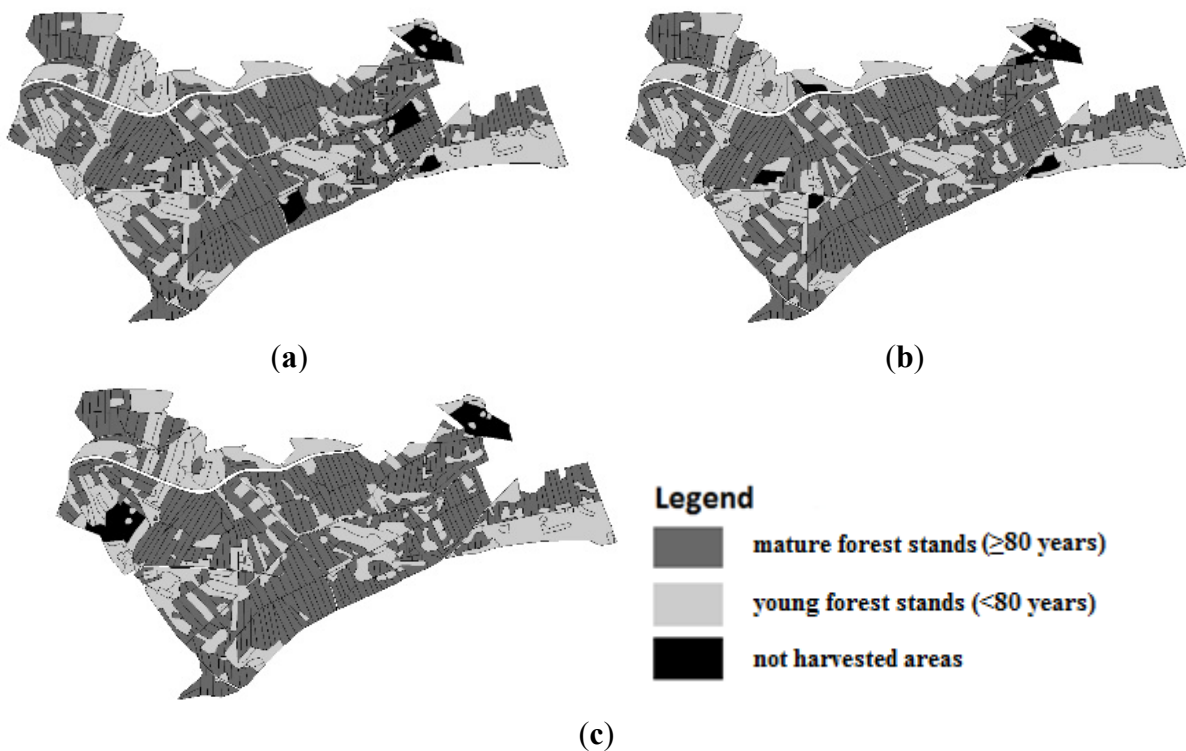 (a)
(b)
Legend
mature forest stands (≥80 years)
young forest stands (<80 years)
not harvested areas
(c)